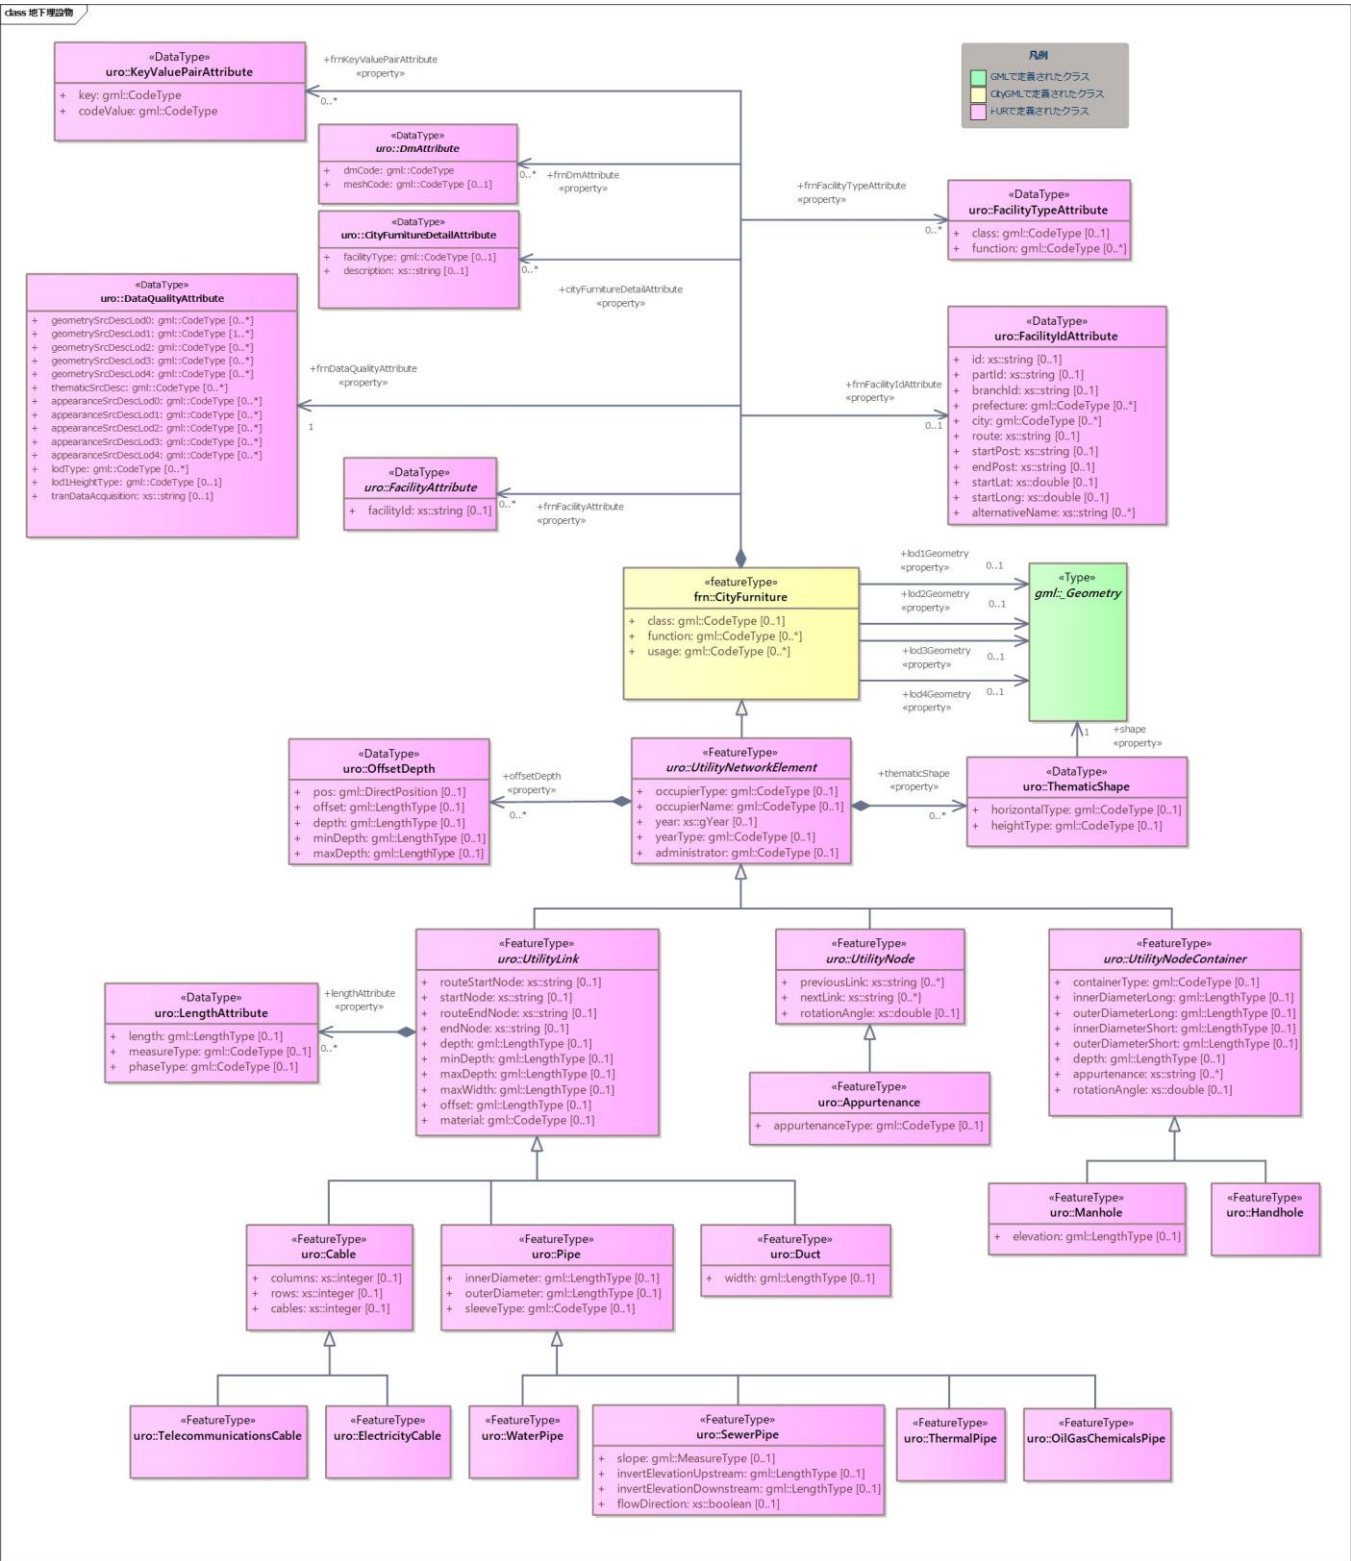 class 地下埋設物
«DataType»
uro::KeyValuePairAttribute
+ key: gml::CodeType
+ codeValue: gml::CodeType
+frnKeyValuePairAttribute
«property»
0..*
凡例
GMLで定義されたクラス
CityGMLで定義されたクラス
i-URで定義されたクラス
«DataType»
uro::DmAttribute
+ dmCode: gml::CodeType
+ meshCode: gml::CodeType [0..1]
0..*
+frnDmAttribute
«property»
+frnFacilityTypeAttribute
«property»
0..*
«DataType»
uro::FacilityTypeAttribute
+ class: gml::CodeType [0..1]
+ function: gml::CodeType [0..*]
«DataType»
uro::CityFurnitureDetailAttribute
+ facilityType: gml::CodeType [0..1]
+ description: xs::string [0..1]
0..*
+cityFurnitureDetailAttribute
«property»
«DataType»
uro::DataQualityAttribute
+ geometrySrcDescLod0: gml::CodeType [0..*]
+ geometrySrcDescLod1: gml::CodeType [1..*]
+ geometrySrcDescLod2: gml::CodeType [0..*]
+ geometrySrcDescLod3: gml::CodeType [0..*]
+ geometrySrcDescLod4: gml::CodeType [0..*]
+ thematicSrcDesc: gml::CodeType [0..*]
+ appearanceSrcDescLod0: gml::CodeType [0..*]
+ appearanceSrcDescLod1: gml::CodeType [0..*]
+ appearanceSrcDescLod2: gml::CodeType [0..*]
+ appearanceSrcDescLod3: gml::CodeType [0..*]
+ appearanceSrcDescLod4: gml::CodeType [0..*]
+ lodType: gml::CodeType [0..*]
+ lod1HeightType: gml::CodeType [0..1]
+ tranDataAcquisition: xs::string [0..1]
+frnDataQualityAttribute
«property»
1
+frnFacilityIdAttribute
«property»
0..1
«DataType»
uro::FacilityIdAttribute
+ id: xs::string [0..1]
+ partId: xs::string [0..1]
+ branchId: xs::string [0..1]
+ prefecture: gml::CodeType [0..*]
+ city: gml::CodeType [0..*]
+ route: xs::string [0..1]
+ startPost: xs::string [0..1]
+ endPost: xs::string [0..1]
+ startLat: xs::double [0..1]
+ startLong: xs::double [0..1]
+ alternativeName: xs::string [0..*]
«DataType»
uro::FacilityAttribute
+ facilityId: xs::string [0..1]
0..*
+frnFacilityAttribute
«property»
«featureType»
frn::CityFurniture
+ class: gml::CodeType [0..1]
+ function: gml::CodeType [0..*]
+ usage: gml::CodeType [0..*]
+lod1Geometry
«property»
0..1
+lod2Geometry
«property»
0..1
+lod3Geometry
«property»
0..1
+lod4Geometry
«property»
0..1
«Type»
gml::_Geometry
1
+shape
«property»
«DataType»
uro::OffsetDepth
+ pos: gml::DirectPosition [0..1]
+ offset: gml::LengthType [0..1]
+ depth: gml::LengthType [0..1]
+ minDepth: gml::LengthType [0..1]
+ maxDepth: gml::LengthType [0..1]
+offsetDepth
«property»
0..*
«FeatureType»
uro::UtilityNetworkElement
+ occupierType: gml::CodeType [0..1]
+ occupierName: gml::CodeType [0..1]
+ year: xs::gYear [0..1]
+ yearType: gml::CodeType [0..1]
+ administrator: gml::CodeType [0..1]
+thematicShape
«property»
0..*
«DataType»
uro::ThematicShape
+ horizontalType: gml::CodeType [0..1]
+ heightType: gml::CodeType [0..1]
«DataType»
uro::LengthAttribute
+ length: gml::LengthType [0..1]
+ measureType: gml::CodeType [0..1]
+ phaseType: gml::CodeType [0..1]
+lengthAttribute
«property»
0..*
«FeatureType»
uro::UtilityLink
+ routeStartNode: xs::string [0..1]
+ startNode: xs::string [0..1]
+ routeEndNode: xs::string [0..1]
+ endNode: xs::string [0..1]
+ depth: gml::LengthType [0..1]
+ minDepth: gml::LengthType [0..1]
+ maxDepth: gml::LengthType [0..1]
+ maxWidth: gml::LengthType [0..1]
+ offset: gml::LengthType [0..1]
+ material: gml::CodeType [0..1]
«FeatureType»
uro::UtilityNode
+ previousLink: xs::string [0..*]
+ nextLink: xs::string [0..*]
+ rotationAngle: xs::double [0..1]
«FeatureType»
uro::Appurtenance
+ appurtenanceType: gml::CodeType [0..1]
«FeatureType»
uro::UtilityNodeContainer
+ containerType: gml::CodeType [0..1]
+ innerDiameterLong: gml::LengthType [0..1]
+ outerDiameterLong: gml::LengthType [0..1]
+ innerDiameterShort: gml::LengthType [0..1]
+ outerDiameterShort: gml::LengthType [0..1]
+ depth: gml::LengthType [0..1]
+ appurtenance: xs::string [0..*]
+ rotationAngle: xs::double [0..1]
«FeatureType»
uro::Manhole
+ elevation: gml::LengthType [0..1]
«FeatureType»
uro::Handhole
«FeatureType»
uro::Cable
+ columns: xs::integer [0..1]
+ rows: xs::integer [0..1]
+ cables: xs::integer [0..1]
«FeatureType»
uro::Pipe
+ innerDiameter: gml::LengthType [0..1]
+ outerDiameter: gml::LengthType [0..1]
+ sleeveType: gml::CodeType [0..1]
«FeatureType»
uro::Duct
+ width: gml::LengthType [0..1]
«FeatureType»
uro::TelecommunicationsCable
«FeatureType»
uro::ElectricityCable
«FeatureType»
uro::WaterPipe
«FeatureType»
uro::SewerPipe
+ slope: gml::MeasureType [0..1]
+ invertElevationUpstream: gml::LengthType [0..1]
+ invertElevationDownstream: gml::LengthType [0..1]
+ flowDirection: xs::boolean [0..1]
«FeatureType»
uro::ThermalPipe
«FeatureType»
uro::OilGasChemicalsPipe